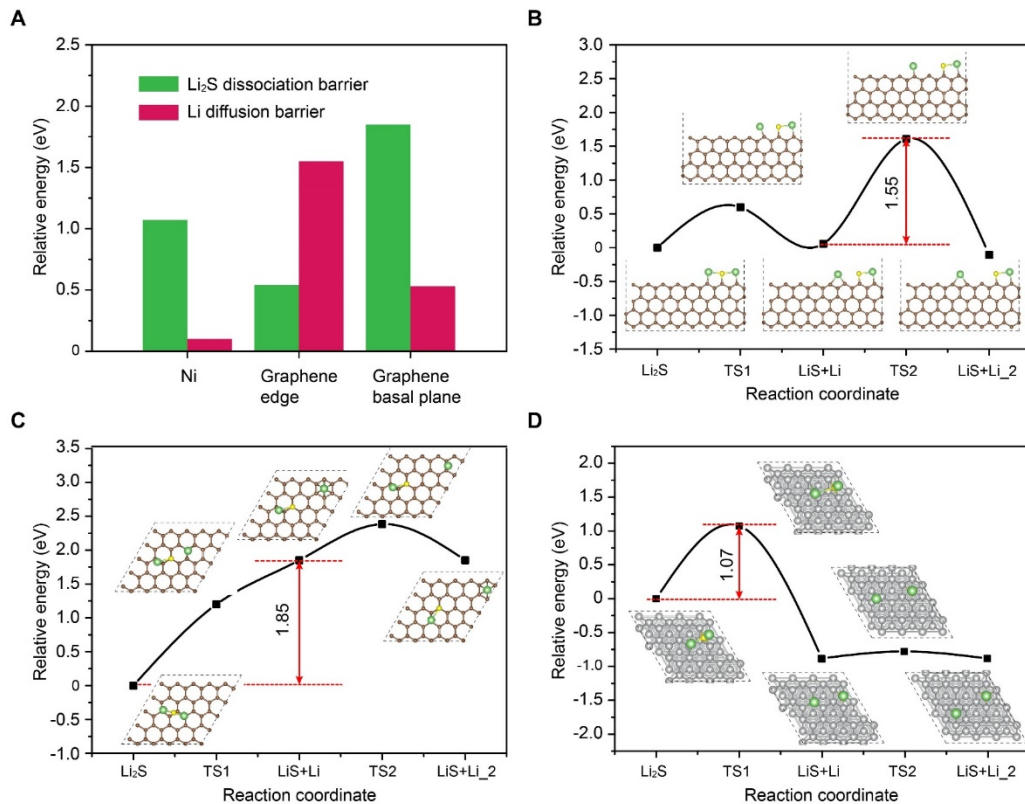 A
Relative energy (eV)
2.5
2.0
1.5
1.0
0.5
0
Li₂S dissociation barrier
Li diffusion barrier
Ni
Graphene
edge
Graphene
basal plane
B
Relative energy (eV)
3.0
2.5
2.0
1.5
1.0
0.5
0
-0.5
-1.0
-1.5
1.55
Li₂S
TS1
LiS+Li
TS2
LiS+Li_2
Reaction coordinate
C
Relative energy (eV)
3.5
3.0
2.5
2.0
1.5
1.0
0.5
0
-0.5
-1.0
1.85
Li₂S
TS1
LiS+Li
TS2
LiS+Li_2
Reaction coordinate
D
Relative energy (eV)
2.0
1.5
1.0
0.5
0
-0.5
-1.0
-1.5
-2.0
1.07
Li₂S
TS1
LiS+Li
TS2
LiS+Li_2
Reaction coordinate